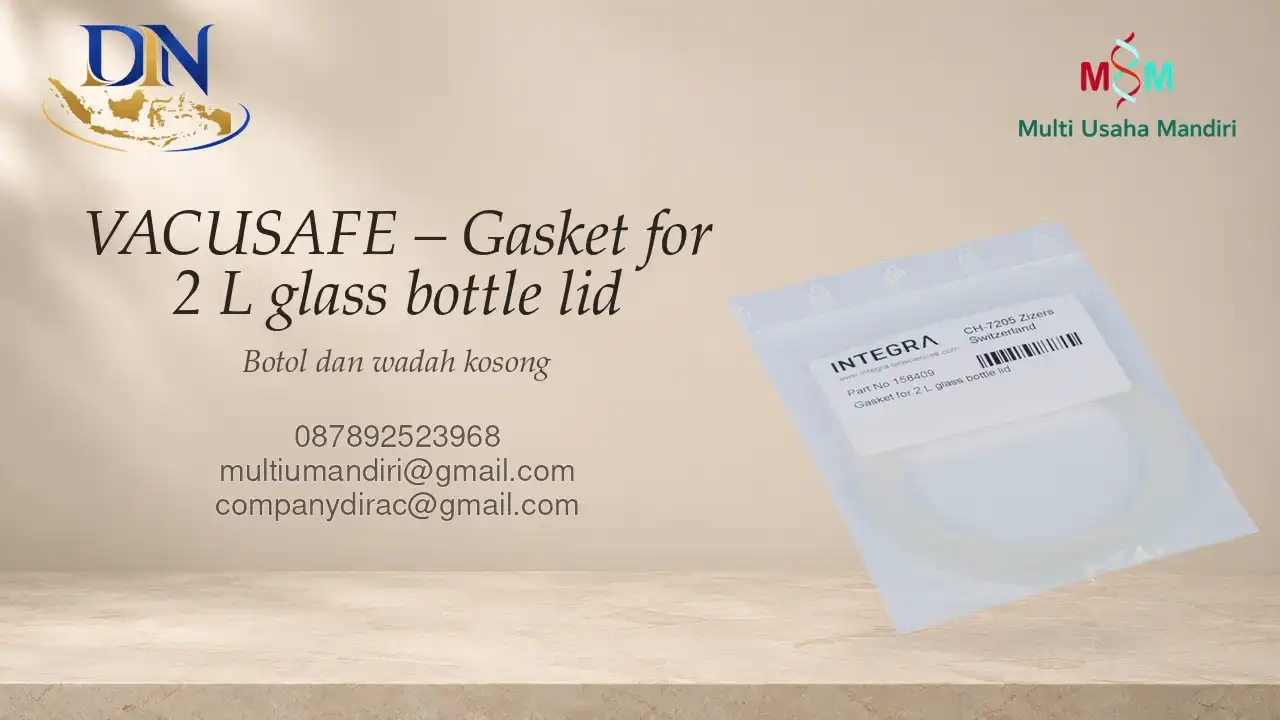 DIN
M M
Multi Usaha Mandiri
VACUSAFE – Gasket for
2 L glass bottle lid
Botol dan wadah kosong
087892523968
multiumandiri@gmail.com
companydirac@gmail.com
INTEGRA
CH-7205 Zizers
Switzerland
Part No 158409
Gasket for 2 L glass bottle lid